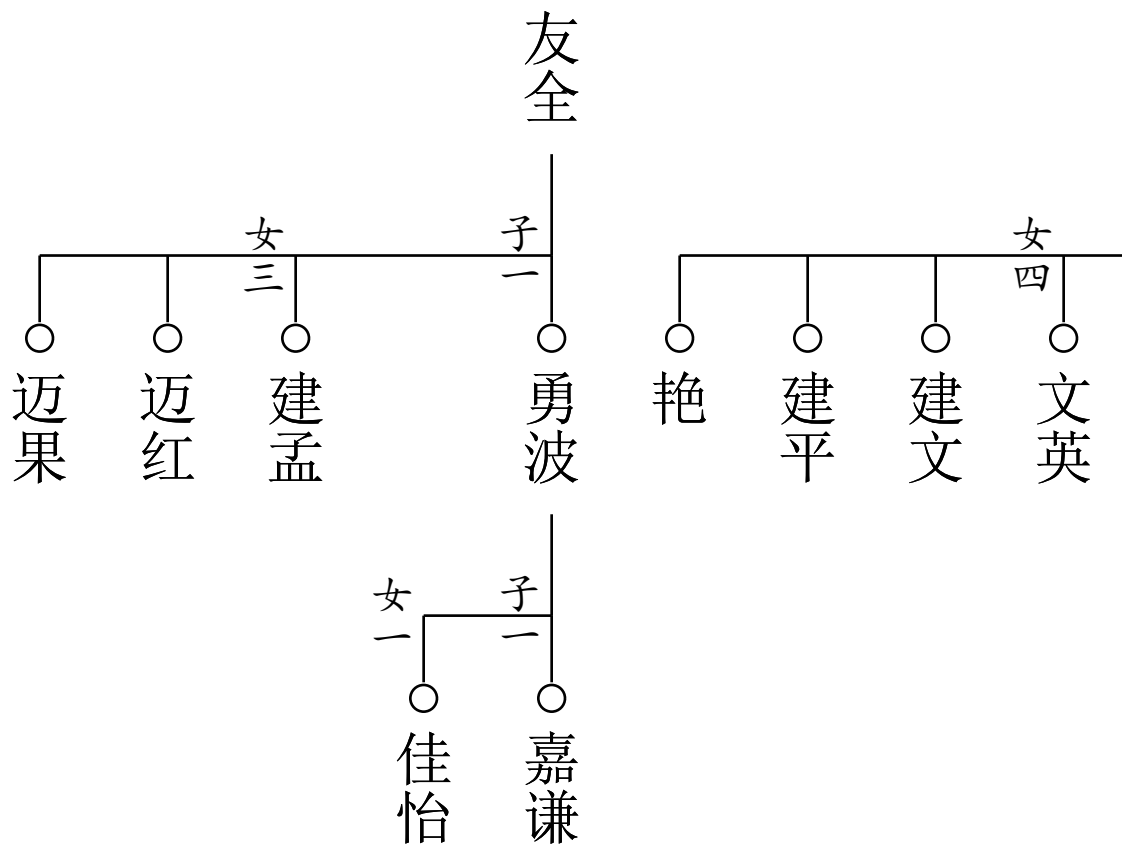 友全
子一
女三
女四
勇波
建孟
迈红
迈果
文英
建文
建平
艳
子一
女一
嘉谦
佳怡